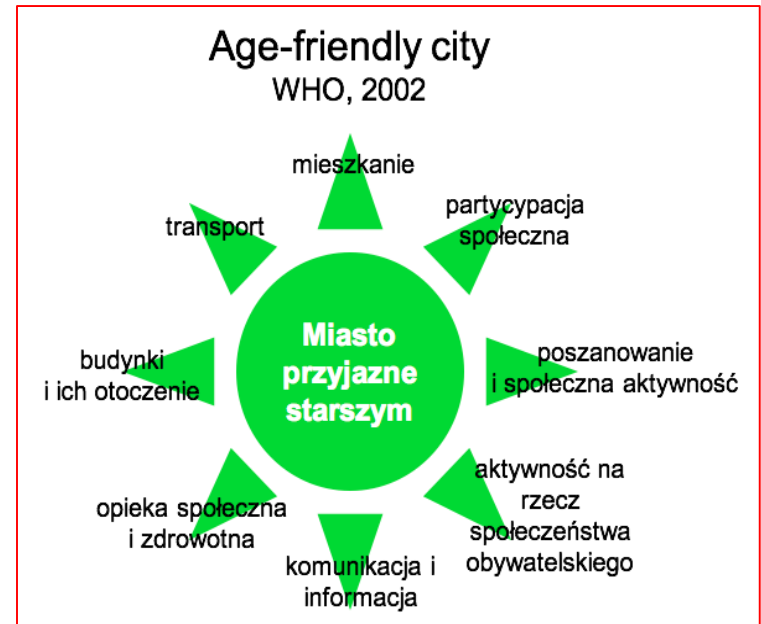 Age-friendly city
WHO, 2002
mieszkanie
partycypacja
społeczna
poszanowanie
i społeczna aktywność
aktywność na
rzecz
społeczeństwa
obywatelskiego
komunikacja i
informacja
opieka społeczna
i zdrowotna
budynki
i ich otoczenie
transport
Miasto
przyjazne
starszym